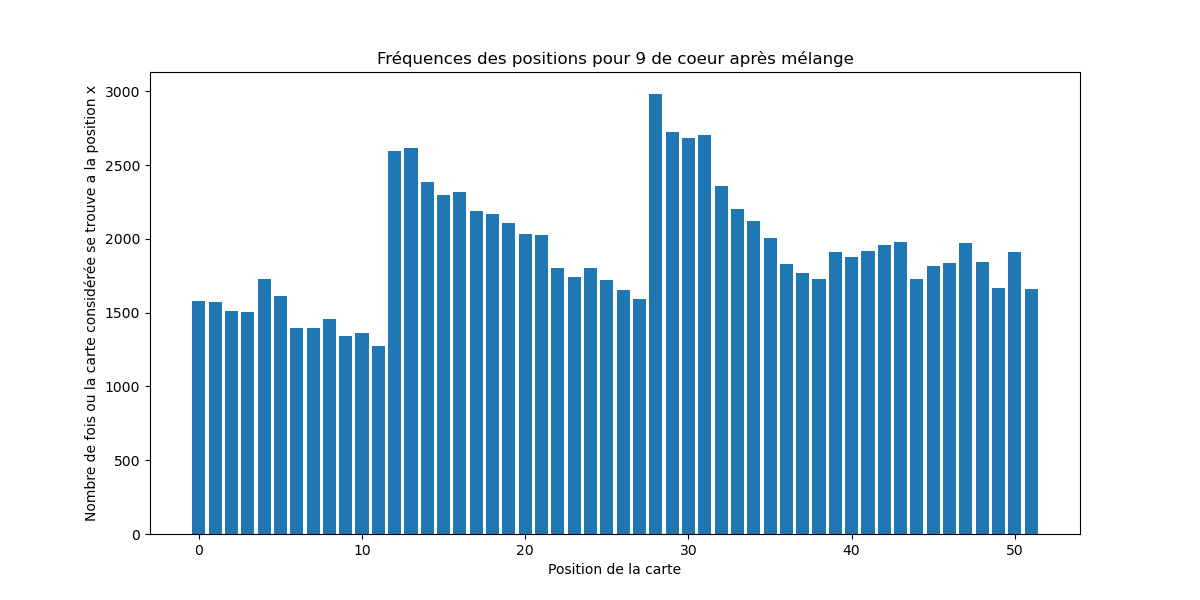 Fréquences des positions pour 9 de coeur après mélange
Nombre de fois ou la carte considérée se trouve a la position x
3000
2500
2000
1500
1000
500
0
0 10 20 30 40 50
Position de la carte